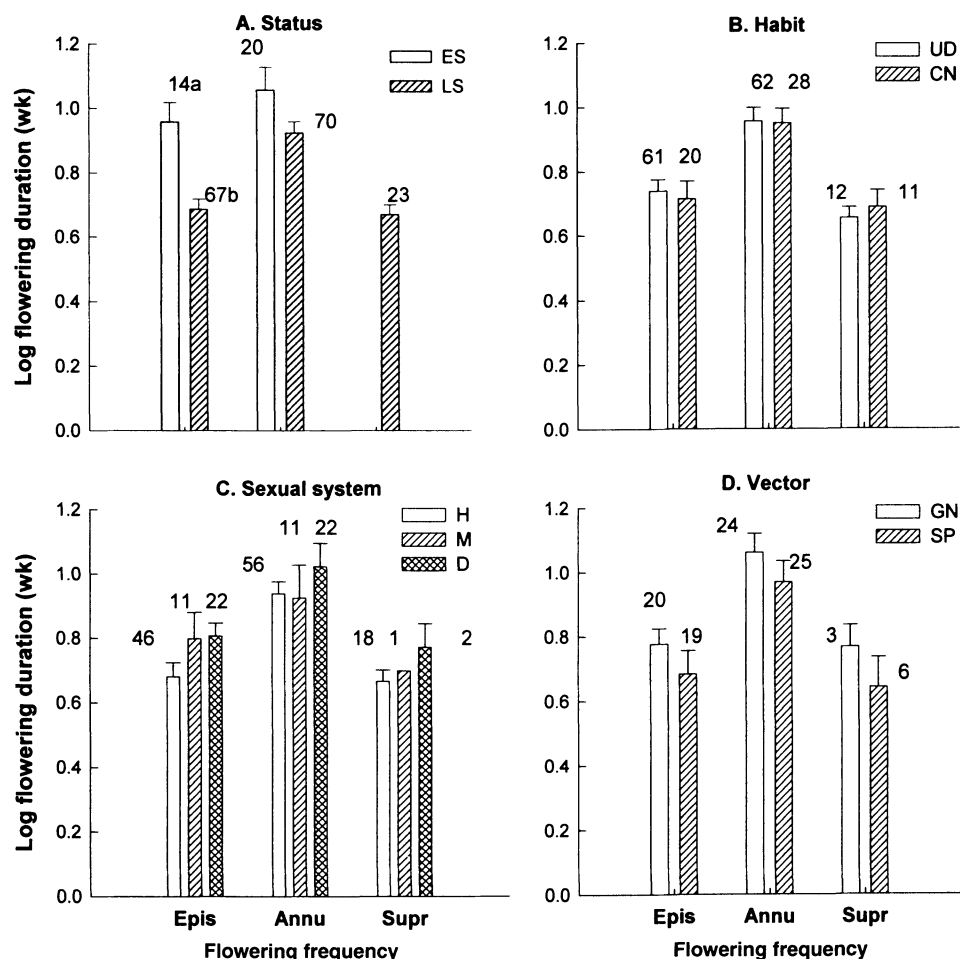 A. Status
1.2
1.0
0.8
0.6
0.4
0.2
0.0
Log flowering duration (wk)
14a
67b
20
70
23
ES
LS
B. Habit
1.2
1.0
0.8
0.6
0.4
0.2
0.0
61
20
62
28
12
11
UD
CN
C. Sexual system
1.2
1.0
0.8
0.6
0.4
0.2
0.0
Log flowering duration (wk)
46
11
22
56
11
22
18
1
2
H
M
D
Epis Annu Supr
Flowering frequency
D. Vector
1.2
1.0
0.8
0.6
0.4
0.2
0.0
20
19
24
25
3
6
GN
SP
Epis Annu Supr
Flowering frequency